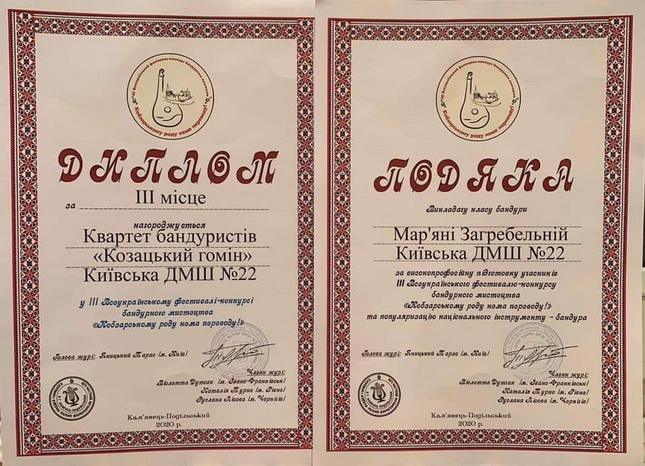 ДИПЛОМ
за III місце
нагороджується
Квартет бандуристів
«Козацький гомін»
Київська ДМШ №22
у III Всеукраїнському фестивалі-конкурсі
бандурного мистецтва
«Кобзарському роду нема переводу!»
Голова журі: Яницький Тарас (м. Київ)
Члени журі:
Віолетта Дутчак (м. Івано-Франківськ)
Наталія Турко (м. Рівне)
Руслана Лісова (м. Чернігів)
Кам'янець-Подільський
2020 р.
ПОДЯКА
Викладачу класу бандури
Мар'яні Загребельній
Київська ДМШ №22
за високопрофесійну підготовку учасників
III Всеукраїнського фестивалю-конкурсу
бандурного мистецтва
«Кобзарському роду нема переводу!»
та популяризацію національного інструменту - бандура
Голова журі: Яницький Тарас (м. Київ)
Члени журі:
Віолетта Дутчак (м. Івано-Франківськ)
Наталія Турко (м. Рівне)
Руслана Лісова (м. Чернігів)
Кам'янець-Подільський
2020 р.